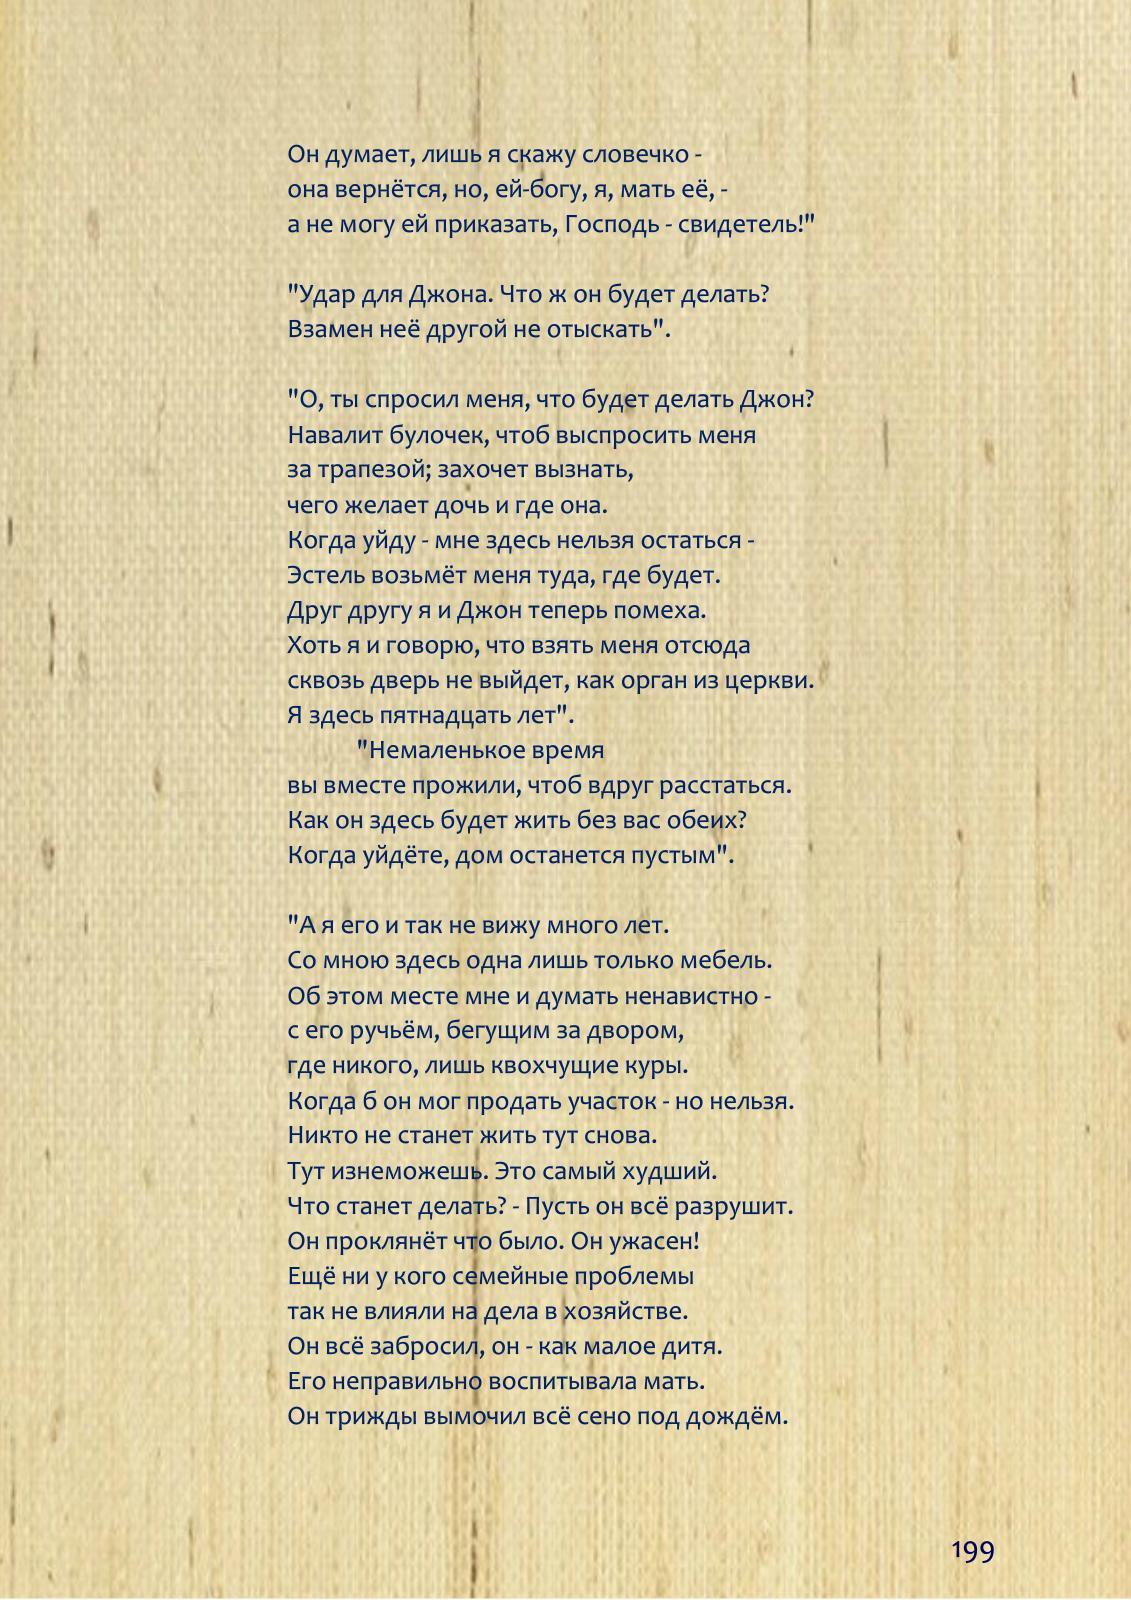 Он думает, лишь я скажу словечко -
она вернётся, но, ей-богу, я, мать её, -
а не могу ей приказать, Господь - свидетель!"
"Удар для Джона. Что ж он будет делать?
Взамен неё другой не отыскать".
"О, ты спросил меня, что будет делать Джон?
Навалит булочек, чтоб выспросить меня
за трапезой; захочет вызнать,
чего желает дочь и где она.
Когда уйду - мне здесь нельзя остаться -
Эстель возьмёт меня туда, где будет.
Друг другу я и Джон теперь помеха.
Хоть я и говорю, что взять меня отсюда
сквозь дверь не выйдет, как орган из церкви.
Я здесь пятнадцать лет".
"Немаленькое время
вы вместе прожили, чтоб вдруг расстаться.
Как он здесь будет жить без вас обеих?
Когда уйдёте, дом останется пустым".
"А я его и так не вижу много лет.
Со мною здесь одна лишь только мебель.
Об этом месте мне и думать ненавистно -
с его ручьём, бегущим за двором,
где никого, лишь квохчущие куры.
Когда б он мог продать участок - но нельзя.
Никто не станет жить тут снова.
Тут изнеможешь. Это самый худший.
Что станет делать? - Пусть он всё разрушит.
Он проклянёт что было. Он ужасен!
Ещё ни у кого семейные проблемы
так не влияли на дела в хозяйстве.
Он всё забросил, он - как малое дитя.
Его неправильно воспитывала мать.
Он трижды вымочил всё сено под дождём.
199